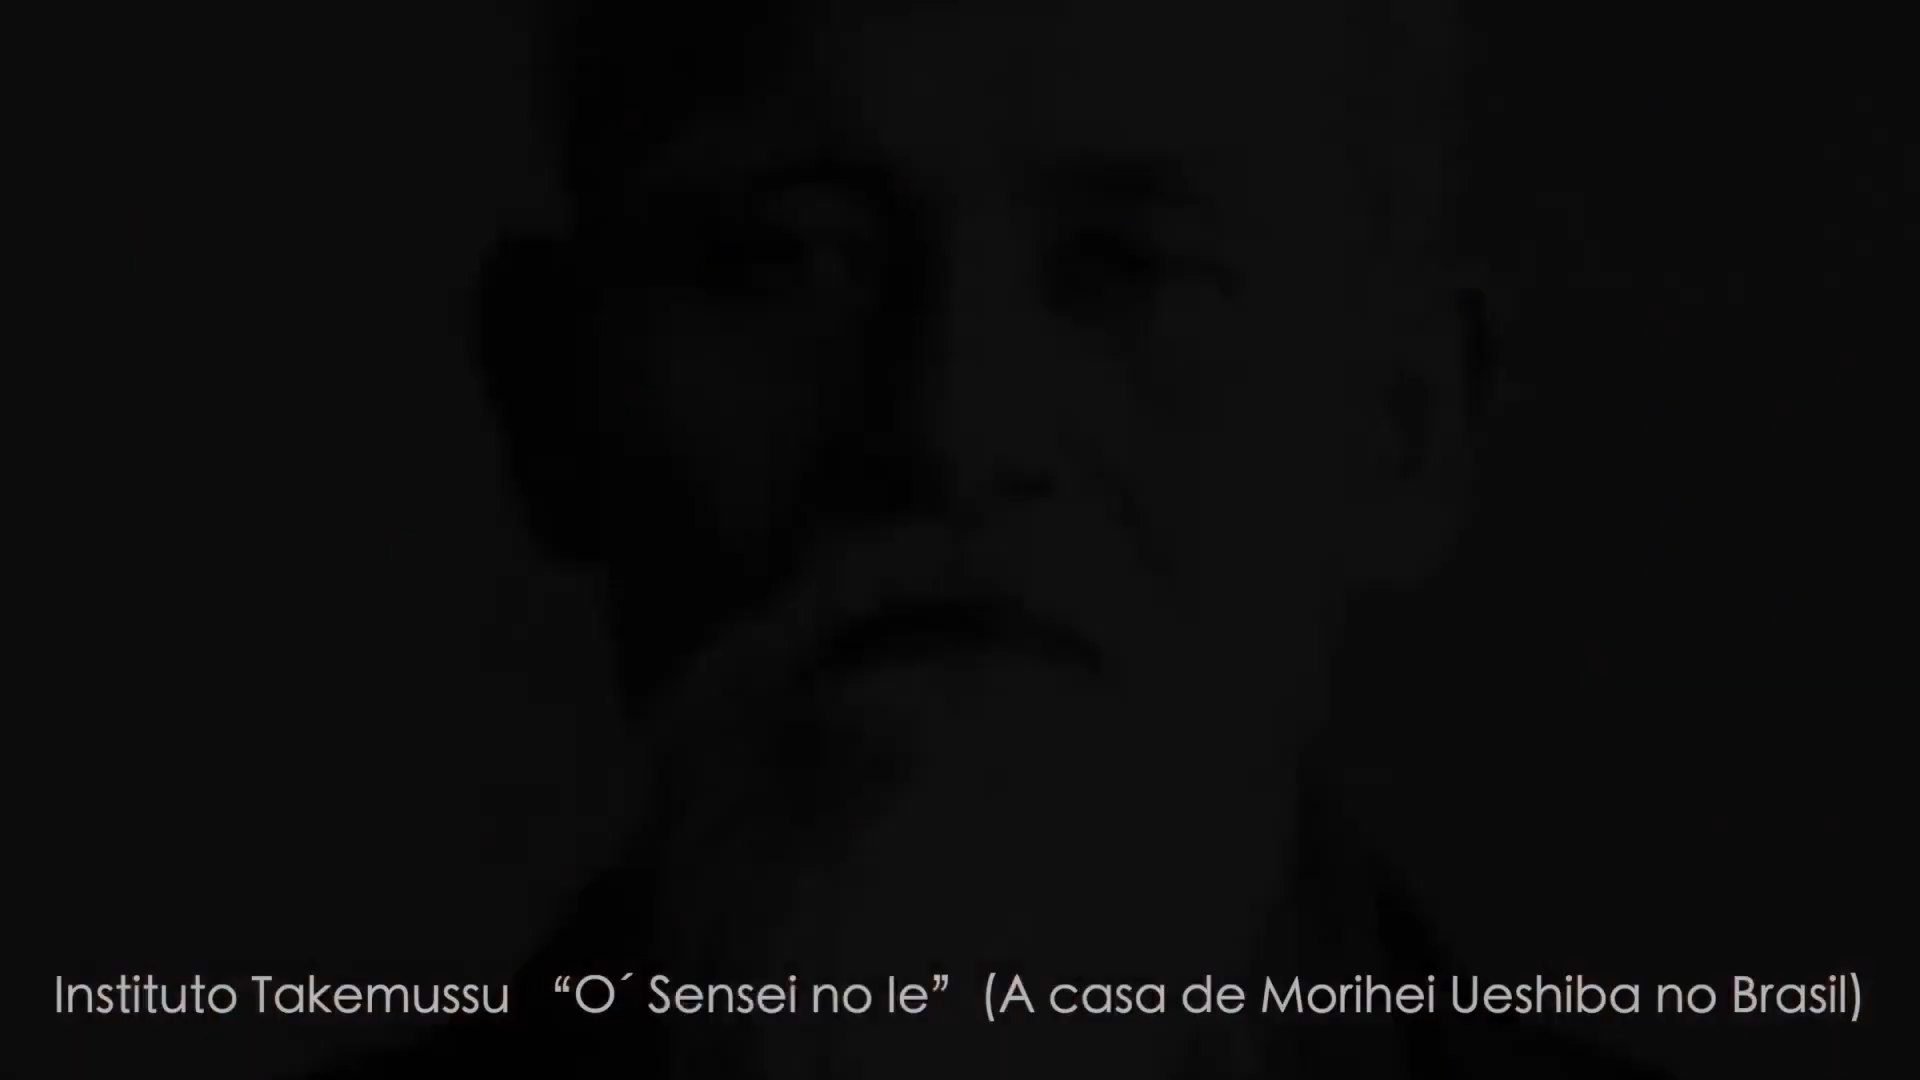 Instituto Takemussu “O´ Sensei no Ie” (A casa de Morihei Ueshiba no Brasil)